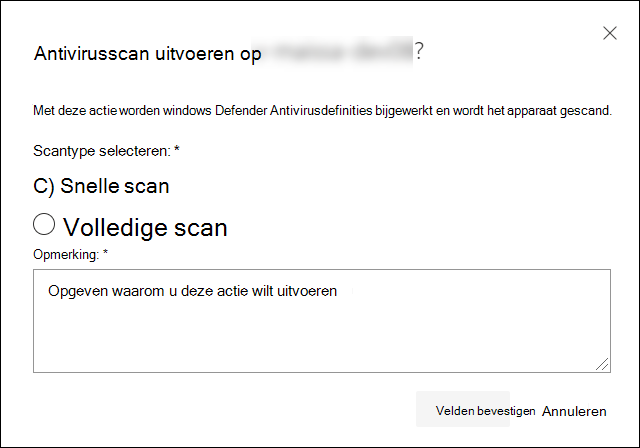 Antivirusscan uitvoeren op ?
Met deze actie worden windows Defender Antivirusdefinities bijgewerkt en wordt het apparaat gescand.
Scantype selecteren: *
C) Snelle scan
Volledige scan
Opmerking: *
Opgeven waarom u deze actie wilt uitvoeren
Velden bevestigen Annuleren